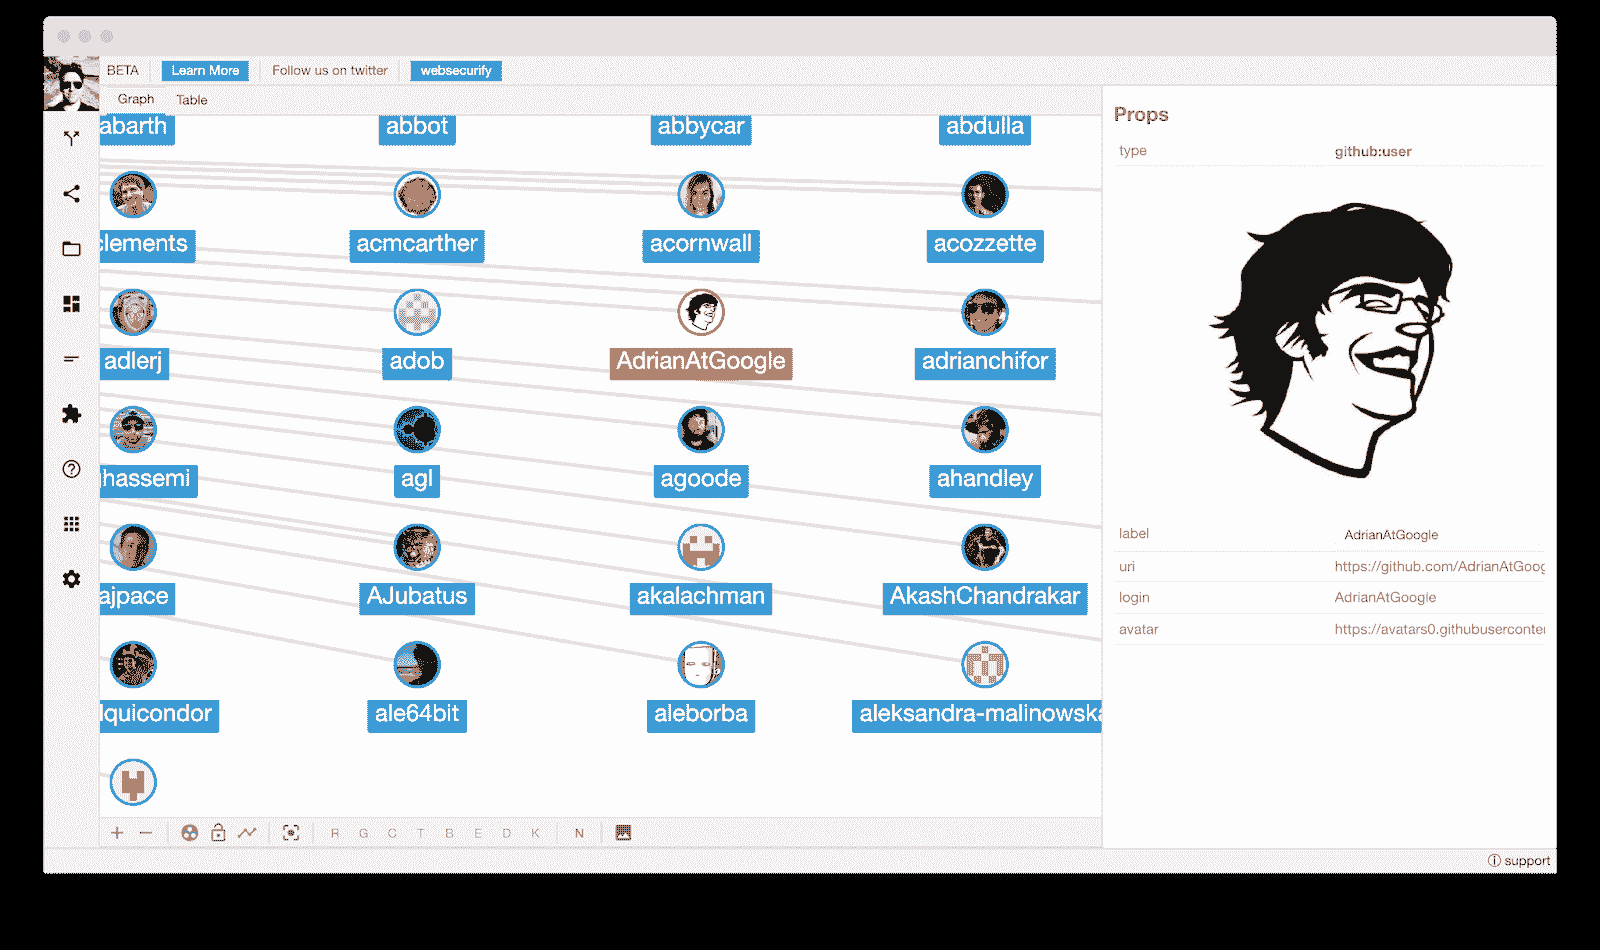 BETA Learn More Follow us on twitter websecurify
Graph Table
abarth abbot abbycar abdulla
clements acmcarther acornwall acozzette
adlerj adob AdrianAtGoogle adrianchifor
hassemi agl agoode ahandley
ajpace AJubatus akalachman AkashChandrakar
lquicondor ale64bit aleborba aleksandra-malinowska
R G C T B E D K N
Props
type github:user
label AdrianAtGoogle
uri https://github.com/AdrianAtGoog
login AdrianAtGoogle
avatar https://avatars0.githubuserconte
support